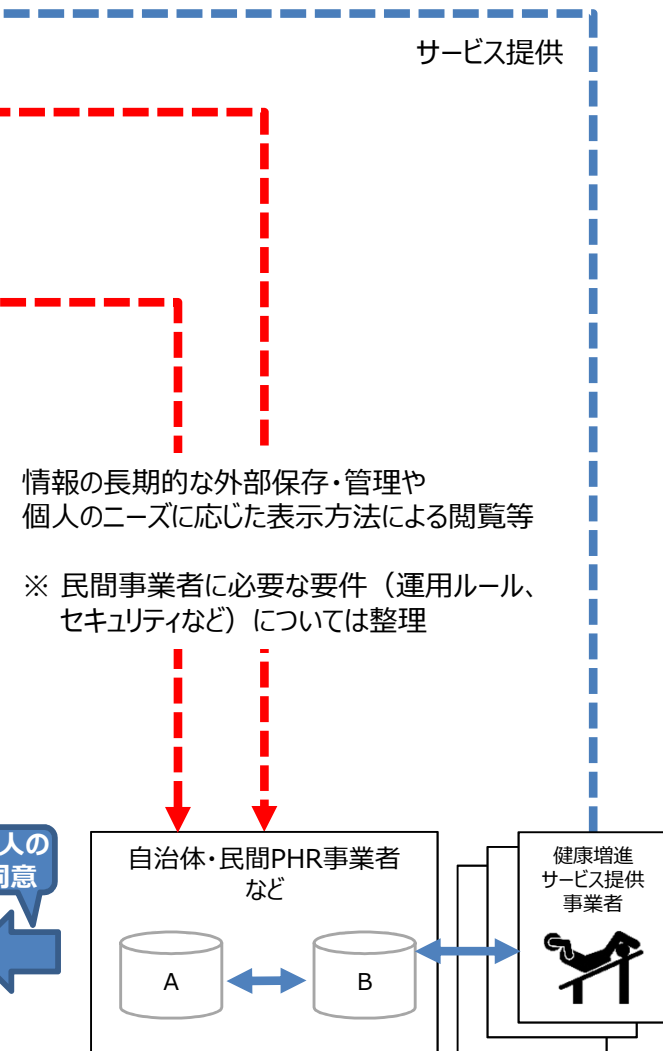 サービス提供
情報の長期的な外部保存・管理や
個人のニーズに応じた表示方法による閲覧等
※ 民間事業者に必要な要件（運用ルール、
セキュリティなど）については整理
人の
同意
自治体・民間PHR事業者
など
A
B
健康増進
サービス提供
事業者